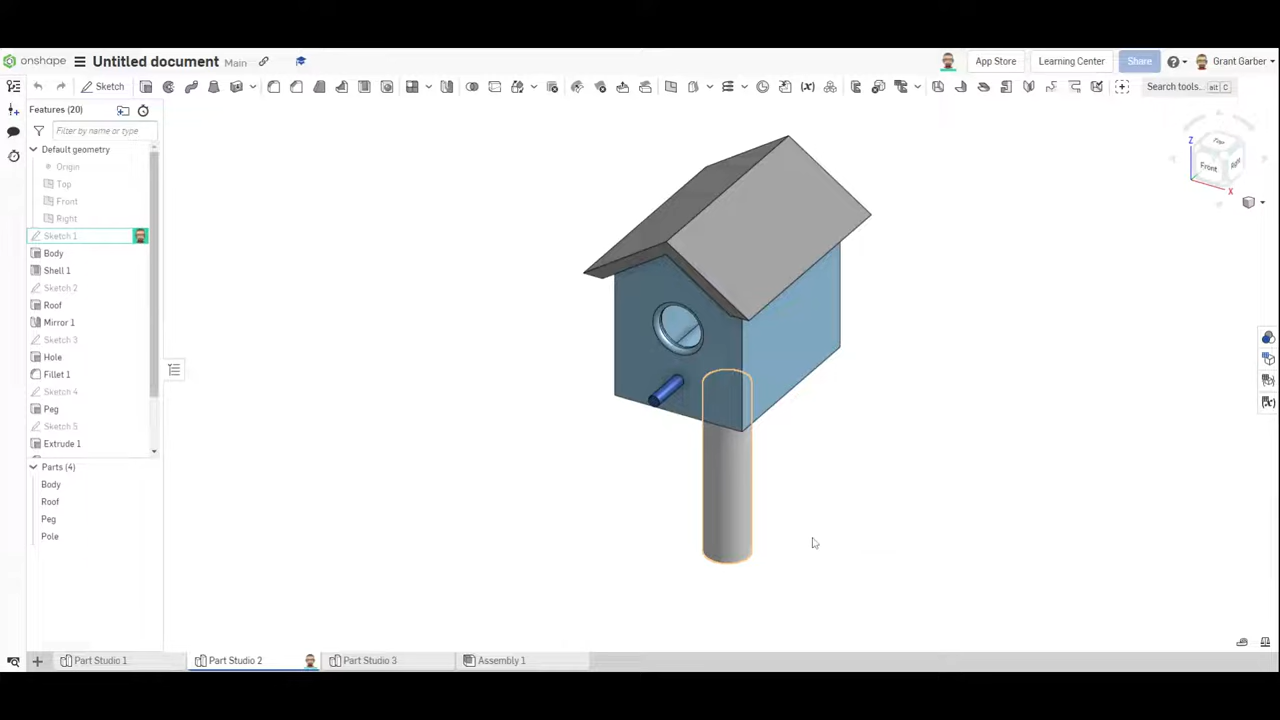 onshape Untitled document Main App Store Learning Center Share Grant Garber
Sketch Search tools... alt C
Features (20)
Filter by name or type
Default geometry
Origin
Top
Front
Right
Sketch 1
Body
Shell 1
Sketch 2
Roof
Mirror 1
Sketch 3
Hole
Fillet 1
Sketch 4
Peg
Sketch 5
Extrude 1
Parts (4)
Body
Roof
Peg
Pole
Z
Top
Front
Right
X
Part Studio 1 Part Studio 2 Part Studio 3 Assembly 1